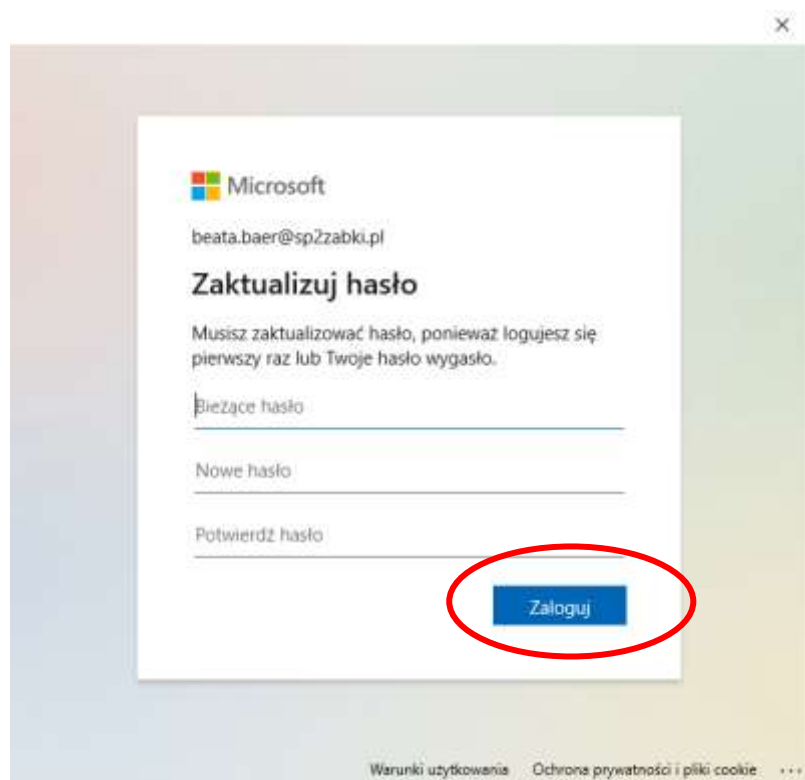 Microsoft
beata.baer@sp2zabki.pl
Zaktualizuj hasło
Musisz zaktualizować hasło, ponieważ logujesz się
pierwszy raz lub Twoje hasło wygasło.
Bieżące hasło
Nowe hasło
Potwierdź hasło
Zaloguj
Warunki użytkowania Ochrona prywatności i pliki cookie ...